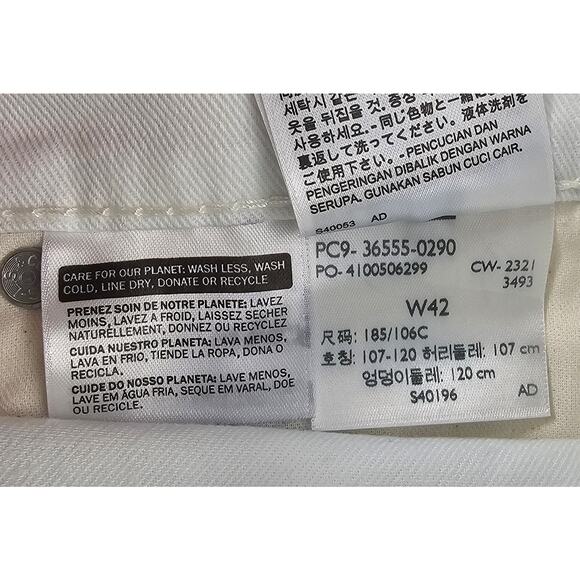 세탁시 같은
옷을 뒤집을 것. 중성
사용하세요. - 同じ色物と一緒に
裏返して洗ってください。液体洗剤を
ご使用下さい。- PENCUCIAN DAN
PENGERINGAN DIBALIK DENGAN WARNA
SERUPA. GUNAKAN SABUN CUCI CAIR.
S40053 AD
CARE FOR OUR PLANET: WASH LESS, WASH
COLD, LINE DRY, DONATE OR RECYCLE
PRENEZ SOIN DE NOTRE PLANETE: LAVEZ
MOINS, LAVEZ À FROID, LAISSEZ SECHER
NATURELLEMENT, DONNEZ OU RECYCLEZ
CUIDA NUESTRO PLANETA: LAVA MENOS,
LAVA EN FRIO, TIENDE LA ROPA, DONA O
RECICLA.
CUIDE DO NOSSO PLANETA: LAVE MENOS,
LAVE EM ÁGUA FRIA, SEQUE EM VARAL, DOE
OU RECICLE.
PC9- 36555-0290
PO- 4100506299 CW- 2321
3493
W42
尺码: 185/106C
호칭: 107-120 허리둘레: 107 cm
엉덩이둘레: 120 cm
S40196 AD